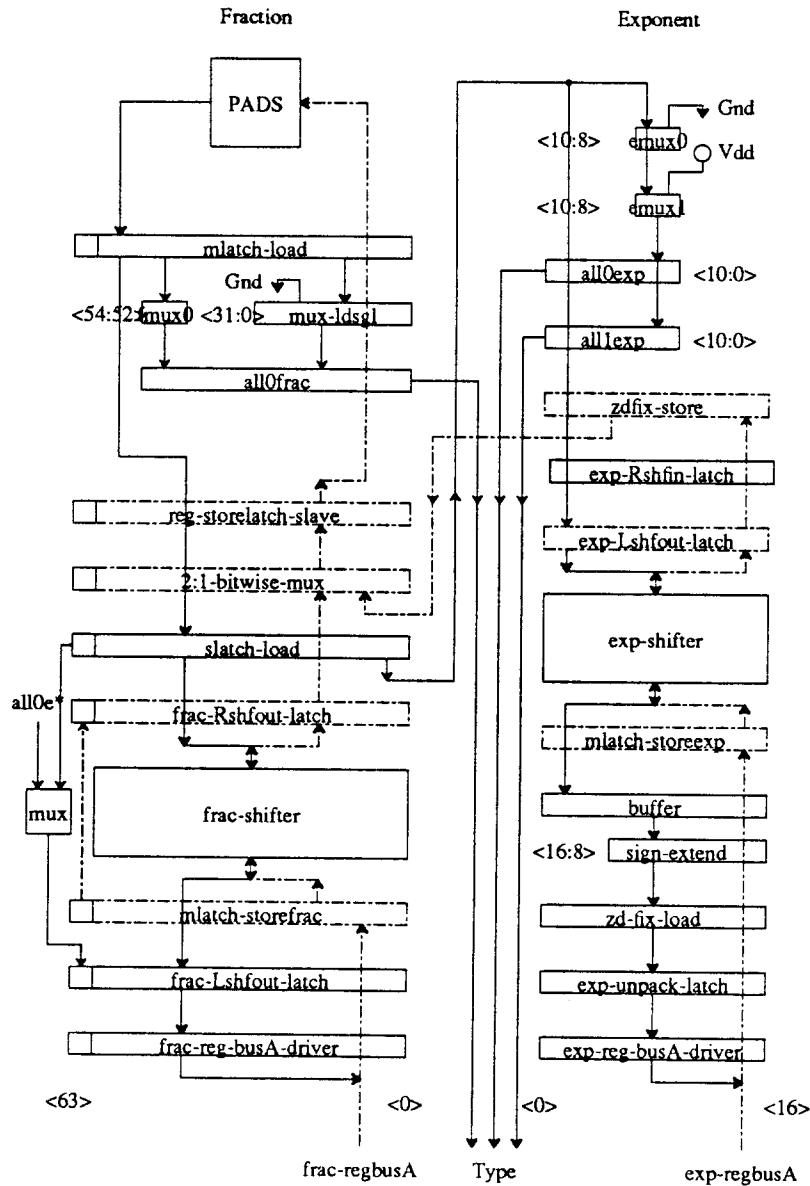 Fraction
Exponent
PADS
Gnd
<10:8>
emux0
Vdd
<10:8>
emux1
mlatch-load
Gnd
all0exp
<10:0>
<54:52>
fmux0
<31:0>
mux-ldsgl
all1exp
<10:0>
all0frac
zdfix-store
exp-Rshfin-latch
reg-storelatch-slave
exp-Lshfout-latch
2:1-bitwise-mux
slatch-load
exp-shifter
all0e
frac-Rshfout-latch
mlatch-storeexp
mux
frac-shifter
buffer
<16:8>
sign-extend
mlatch-storefrac
zd-fix-load
frac-Lshfout-latch
exp-unpack-latch
frac-reg-busA-driver
exp-reg-busA-driver
<63>
<0>
<0>
<16>
frac-regbusA
Type
exp-regbusA